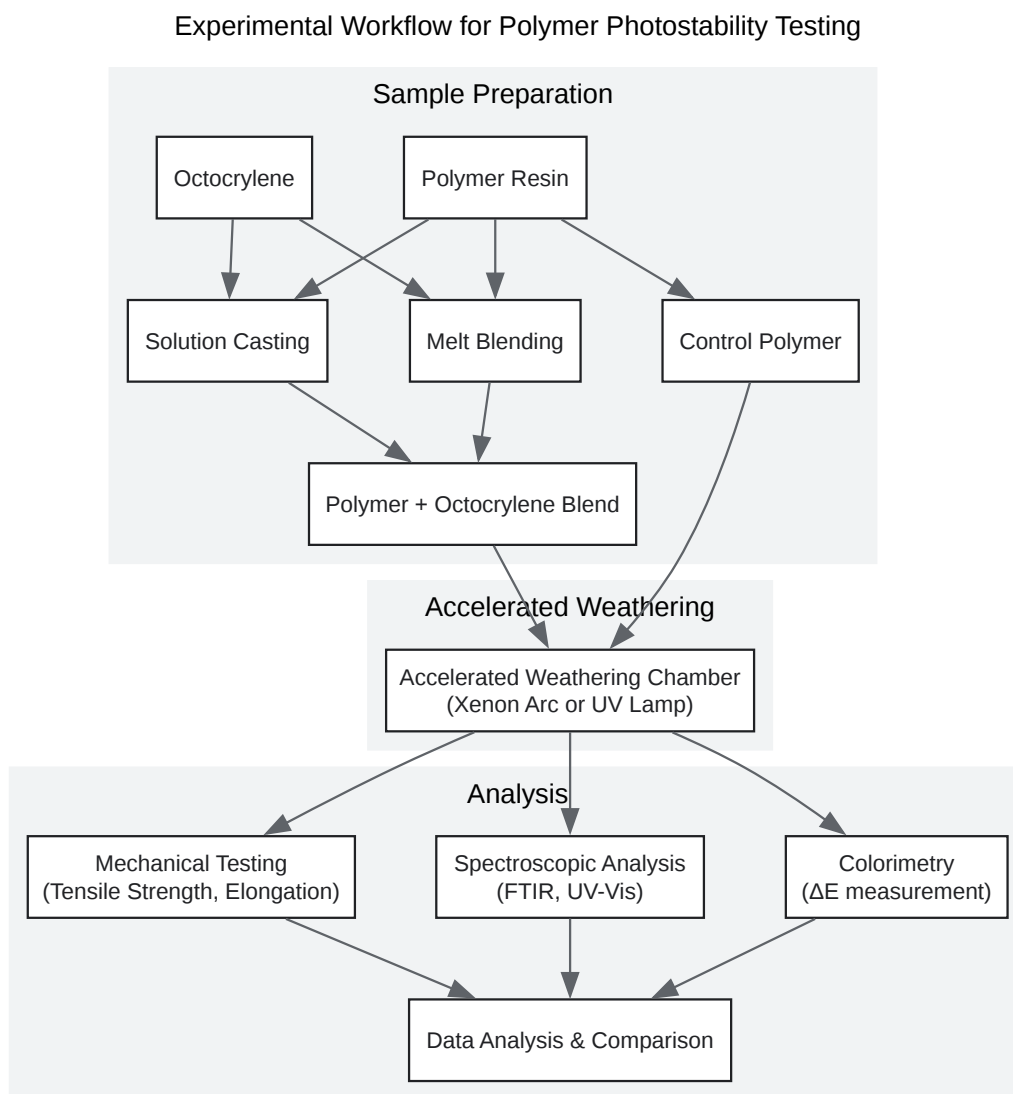 Experimental Workflow for Polymer Photostability Testing
Sample Preparation
Octocrylene
Polymer Resin
Solution Casting
Melt Blending
Control Polymer
Polymer + Octocrylene Blend
Accelerated Weathering
Accelerated Weathering Chamber
(Xenon Arc or UV Lamp)
Analysis
Mechanical Testing
(Tensile Strength, Elongation)
Spectroscopic Analysis
(FTIR, UV-Vis)
Colorimetry
(ΔE measurement)
Data Analysis & Comparison